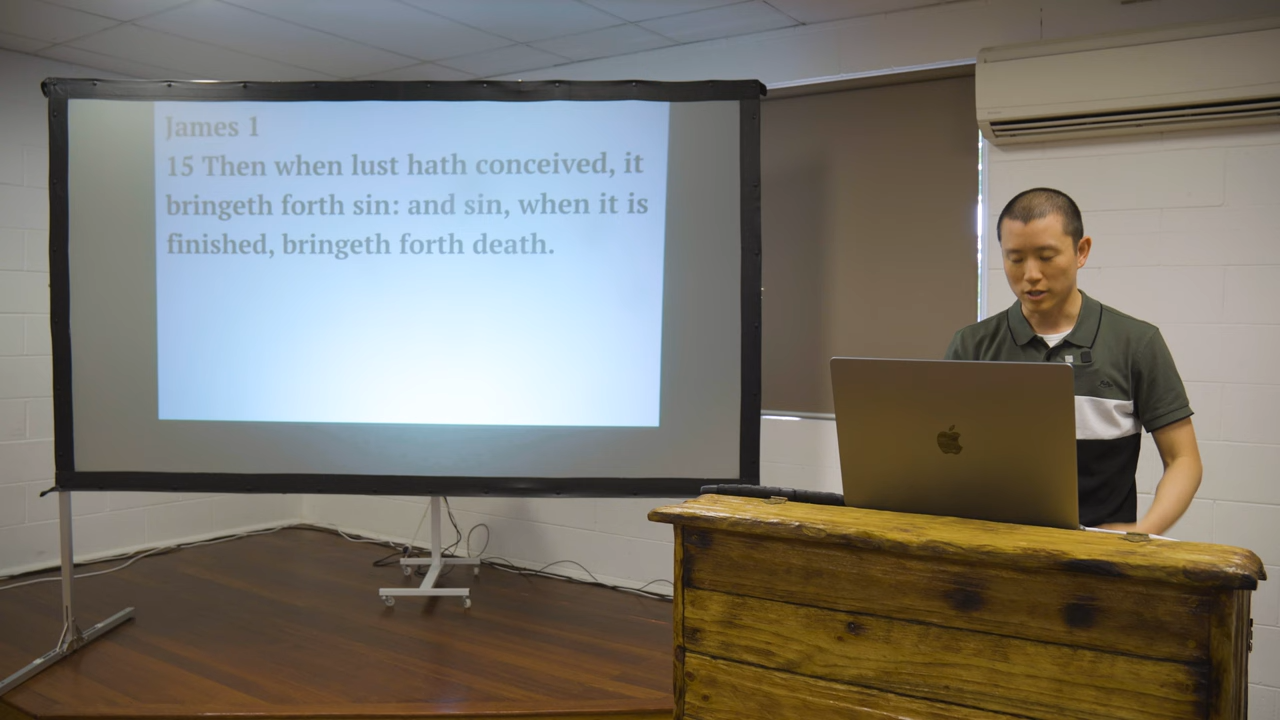 James 1
15 Then when lust hath conceived, it
bringeth forth sin: and sin, when it is
finished, bringeth forth death.